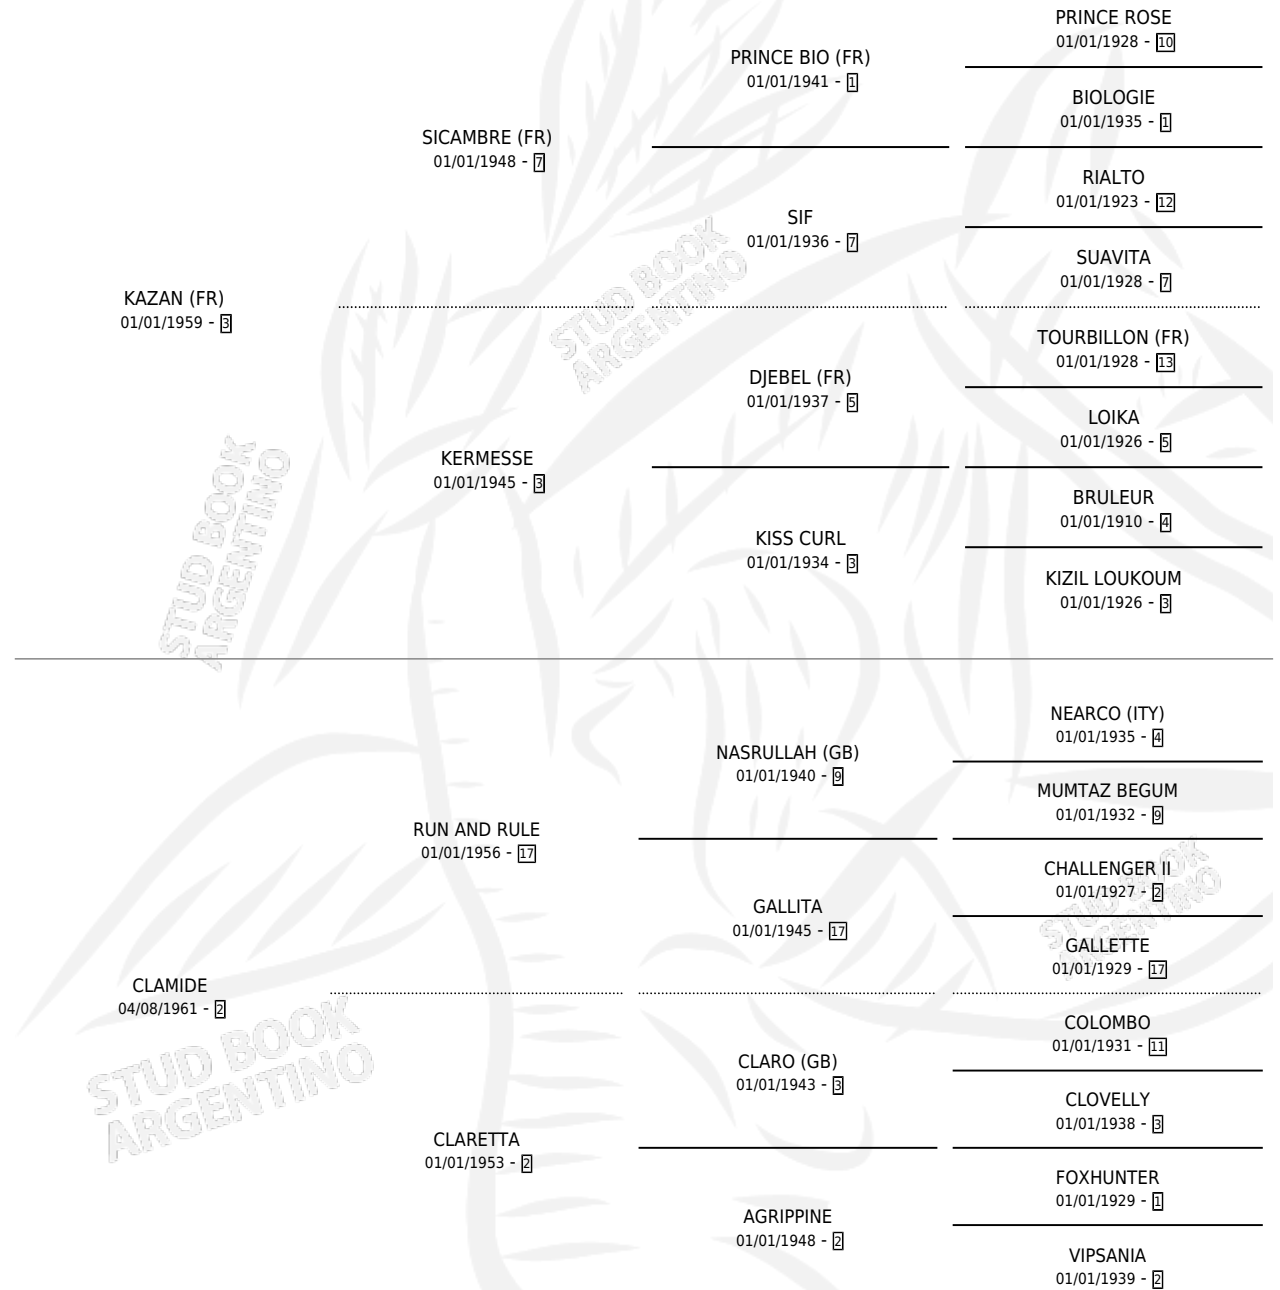 PRINCE ROSE
01/01/1928 - 10
PRINCE BIO (FR)
01/01/1941 - 1
BIOLOGIE
01/01/1935 - 1
SICAMBRE (FR)
01/01/1948 - 7
RIALTO
01/01/1923 - 12
SIF
01/01/1936 - 7
SUAVITA
01/01/1928 - 7
KAZAN (FR)
01/01/1959 - 3
TOURBILLON (FR)
01/01/1928 - 13
DJEBEL (FR)
01/01/1937 - 5
LOIKA
01/01/1926 - 5
KERMESSE
01/01/1945 - 3
BRULEUR
01/01/1910 - 4
KISS CURL
01/01/1934 - 3
KIZIL LOUKOUM
01/01/1926 - 3
NEARCO (ITY)
01/01/1935 - 4
NASRULLAH (GB)
01/01/1940 - 9
MUMTAZ BEGUM
01/01/1932 - 9
RUN AND RULE
01/01/1956 - 17
CHALLENGER II
01/01/1927 - 2
GALLITA
01/01/1945 - 17
GALLETTE
01/01/1929 - 17
CLAMIDE
04/08/1961 - 2
COLOMBO
01/01/1931 - 11
CLARO (GB)
01/01/1943 - 3
CLOVELLY
01/01/1938 - 3
CLARETTA
01/01/1953 - 2
FOXHUNTER
01/01/1929 - 1
AGRIPPINE
01/01/1948 - 2
VIPSANIA
01/01/1939 - 2
STUD BOOK
ARGENTINO
STUD BOOK
ARGENTINO
STUD BOOK
ARGENTINO
STUD BOOK
ARGENTINO